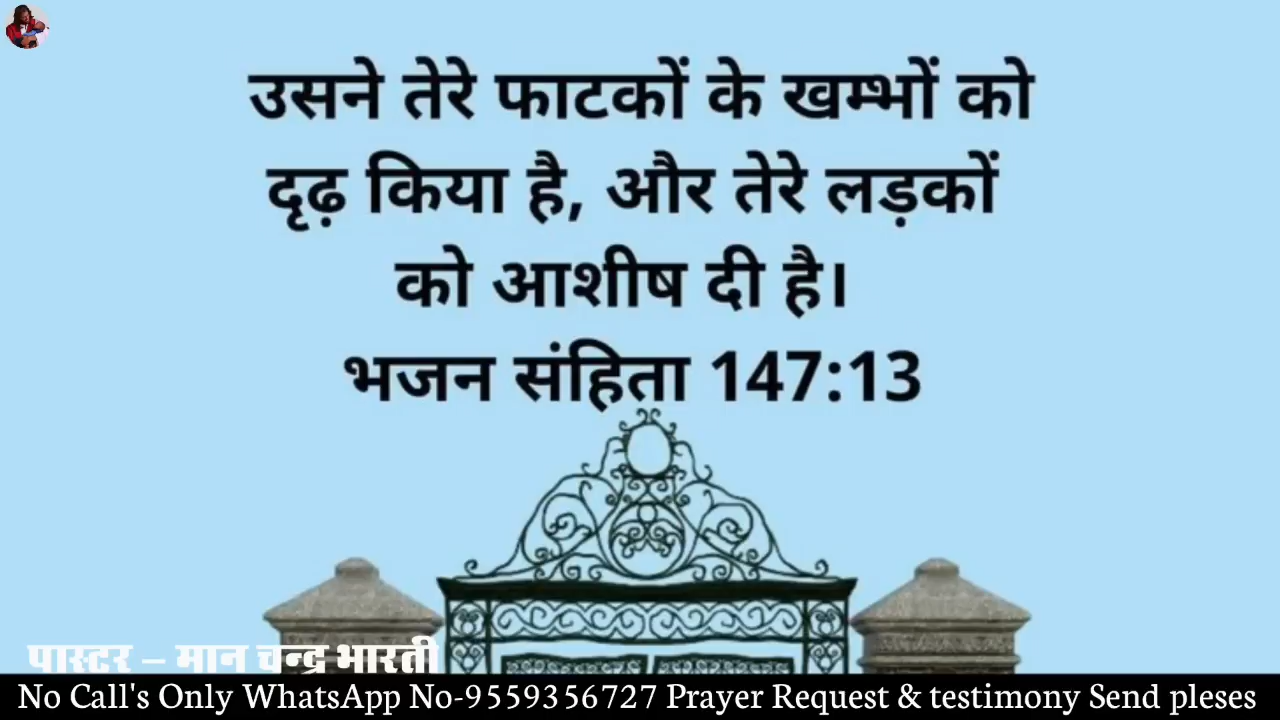 उसने तेरे फाटकों के खम्भों को
दृढ़ किया है, और तेरे लड़कों
को आशीष दी है।
भजन संहिता 147:13
पास्टर – मान चन्द्र भारती
No Call's Only WhatsApp No-9559356727 Prayer Request & testimony Send pleses